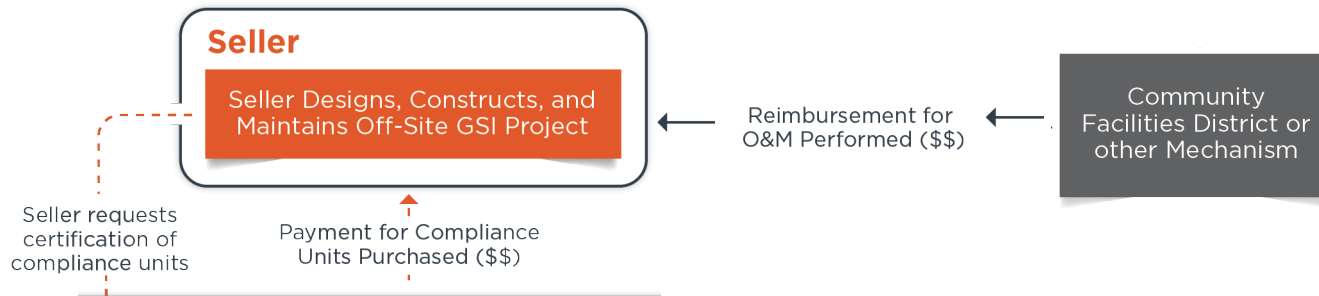 Seller
Seller Designs, Constructs, and
Maintains Off-Site GSI Project
Reimbursement for
O&M Performed ($$)
Community
Facilities District or
other Mechanism
Seller requests
certification of
compliance units
Payment for Compliance
Units Purchased ($$)